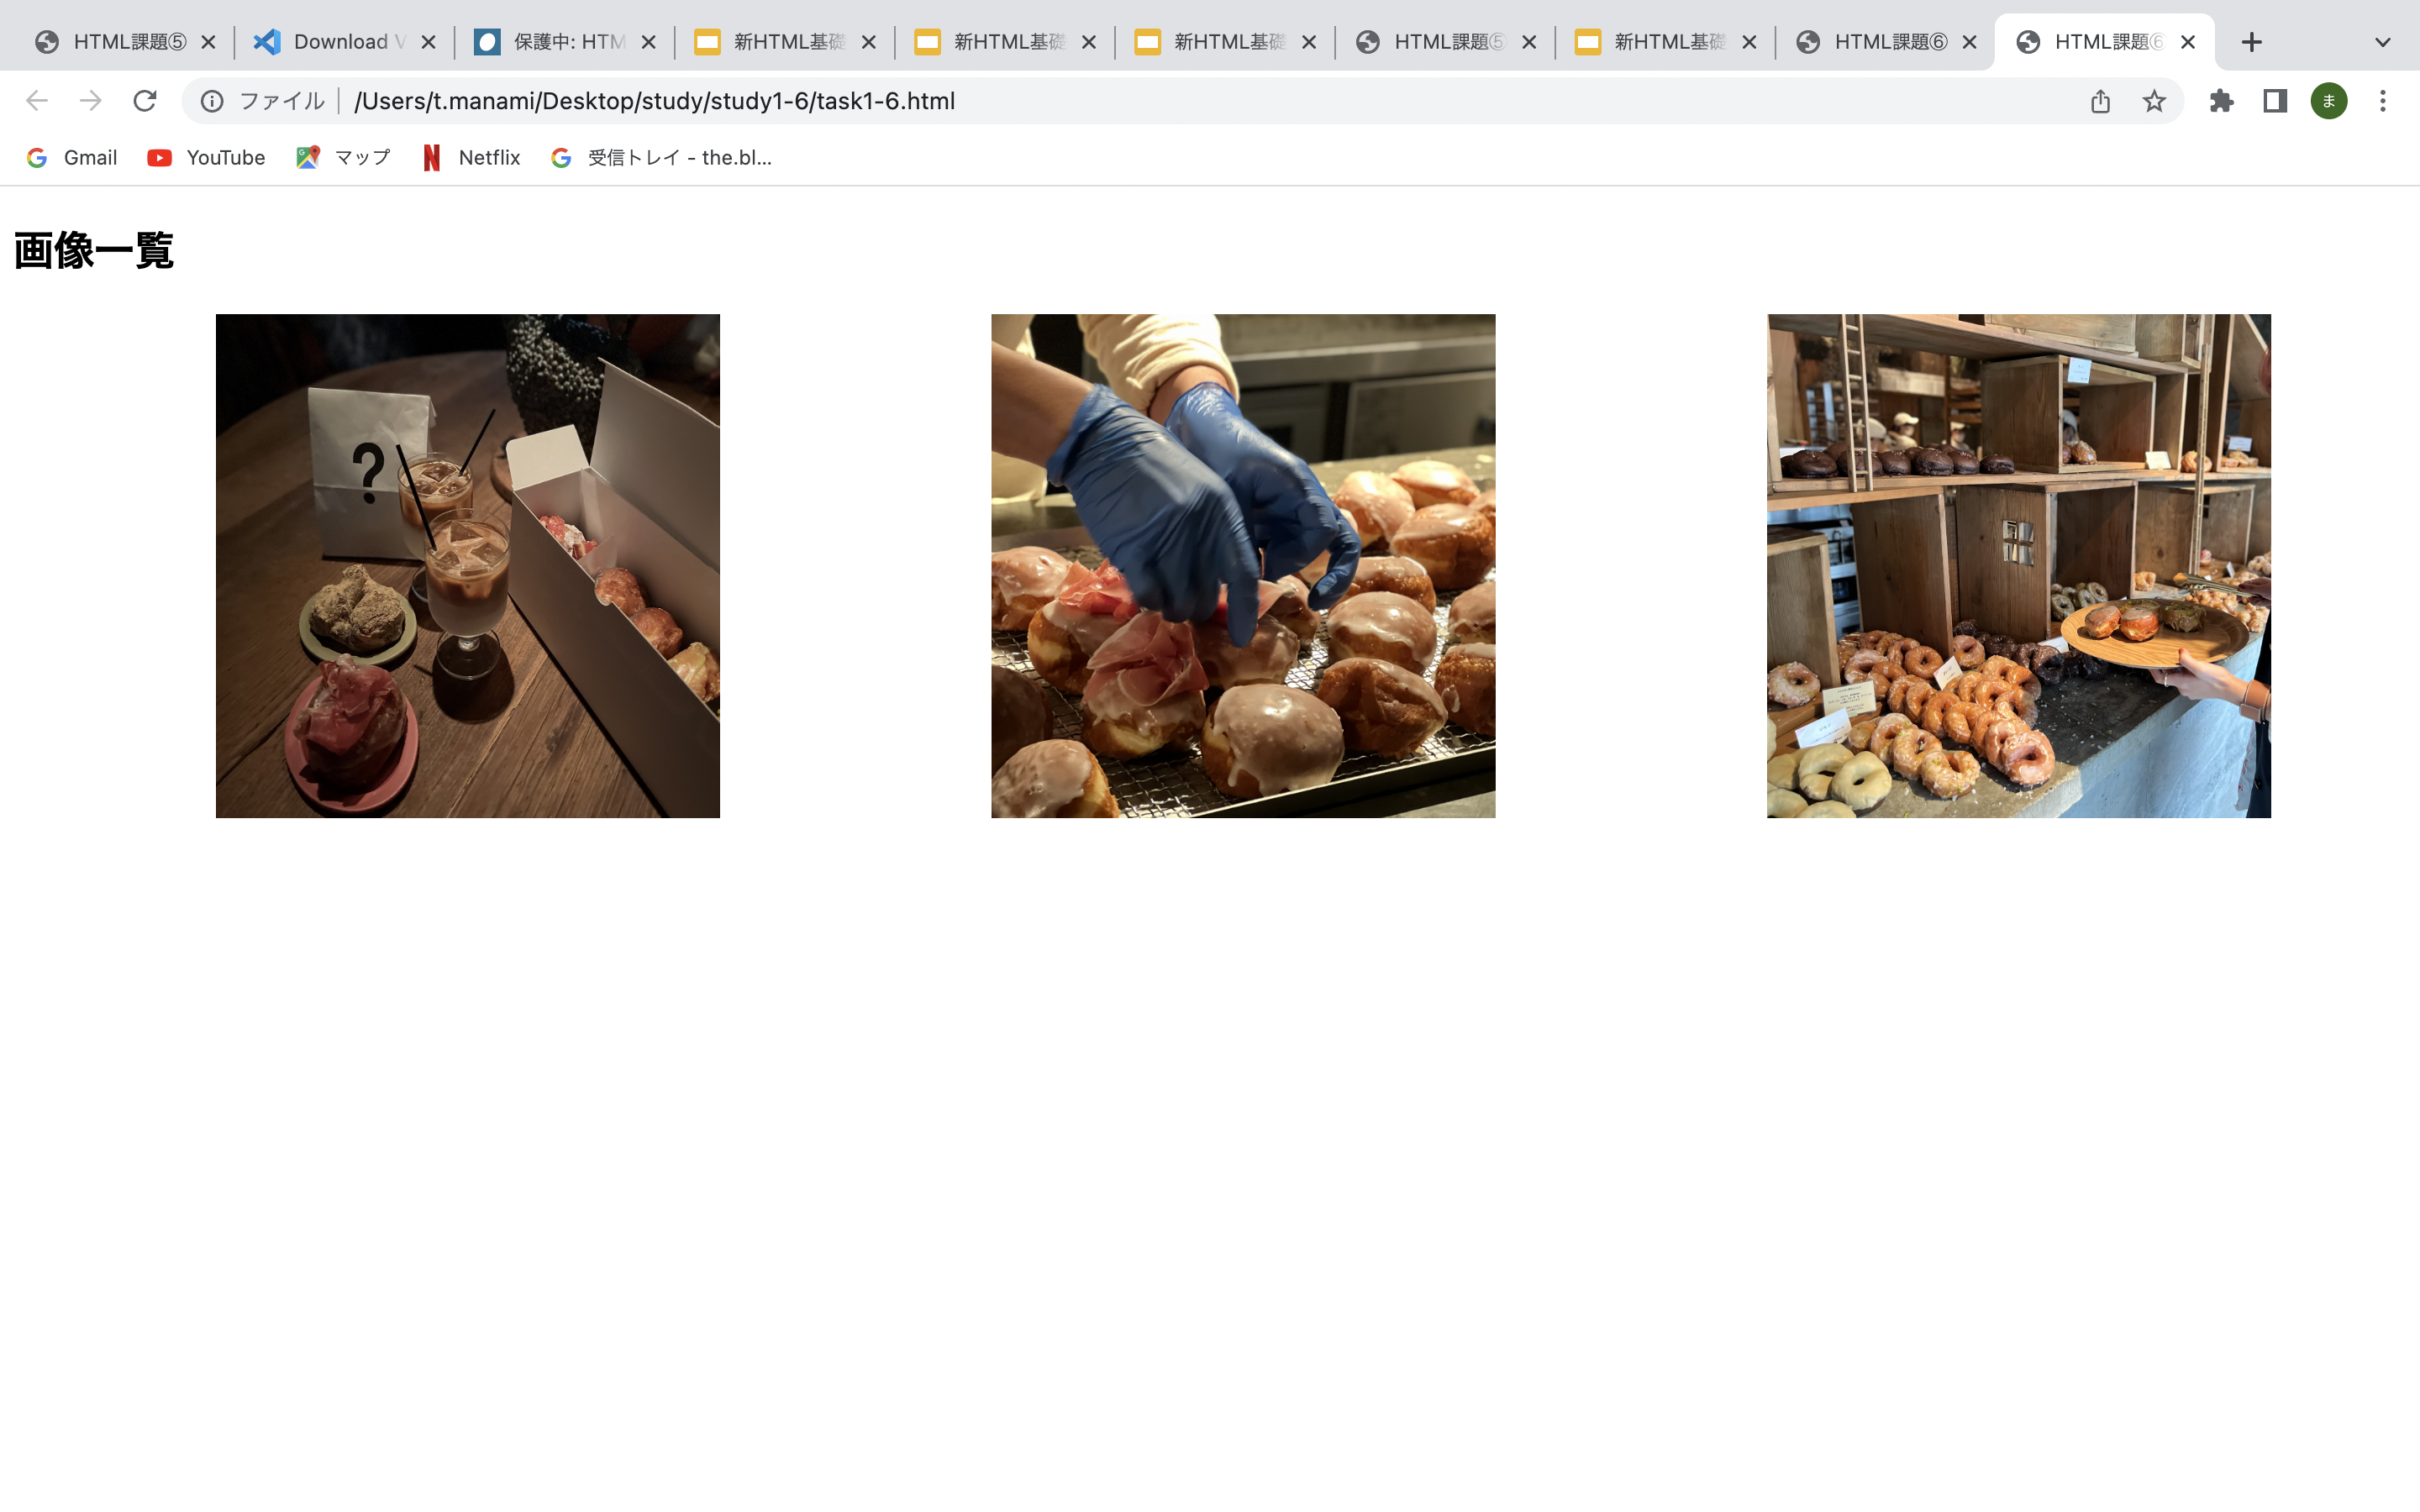 HTML課題⑤
Download V
保護中: HTM
新HTML基礎
新HTML基礎
新HTML基礎
HTML課題⑤
新HTML基礎
HTML課題⑥
HTML課題⑥
ファイル /Users/t.manami/Desktop/study/study1-6/task1-6.html
ま
Gmail YouTube マップ Netflix 受信トレイ - the.bl...
画像一覧
?